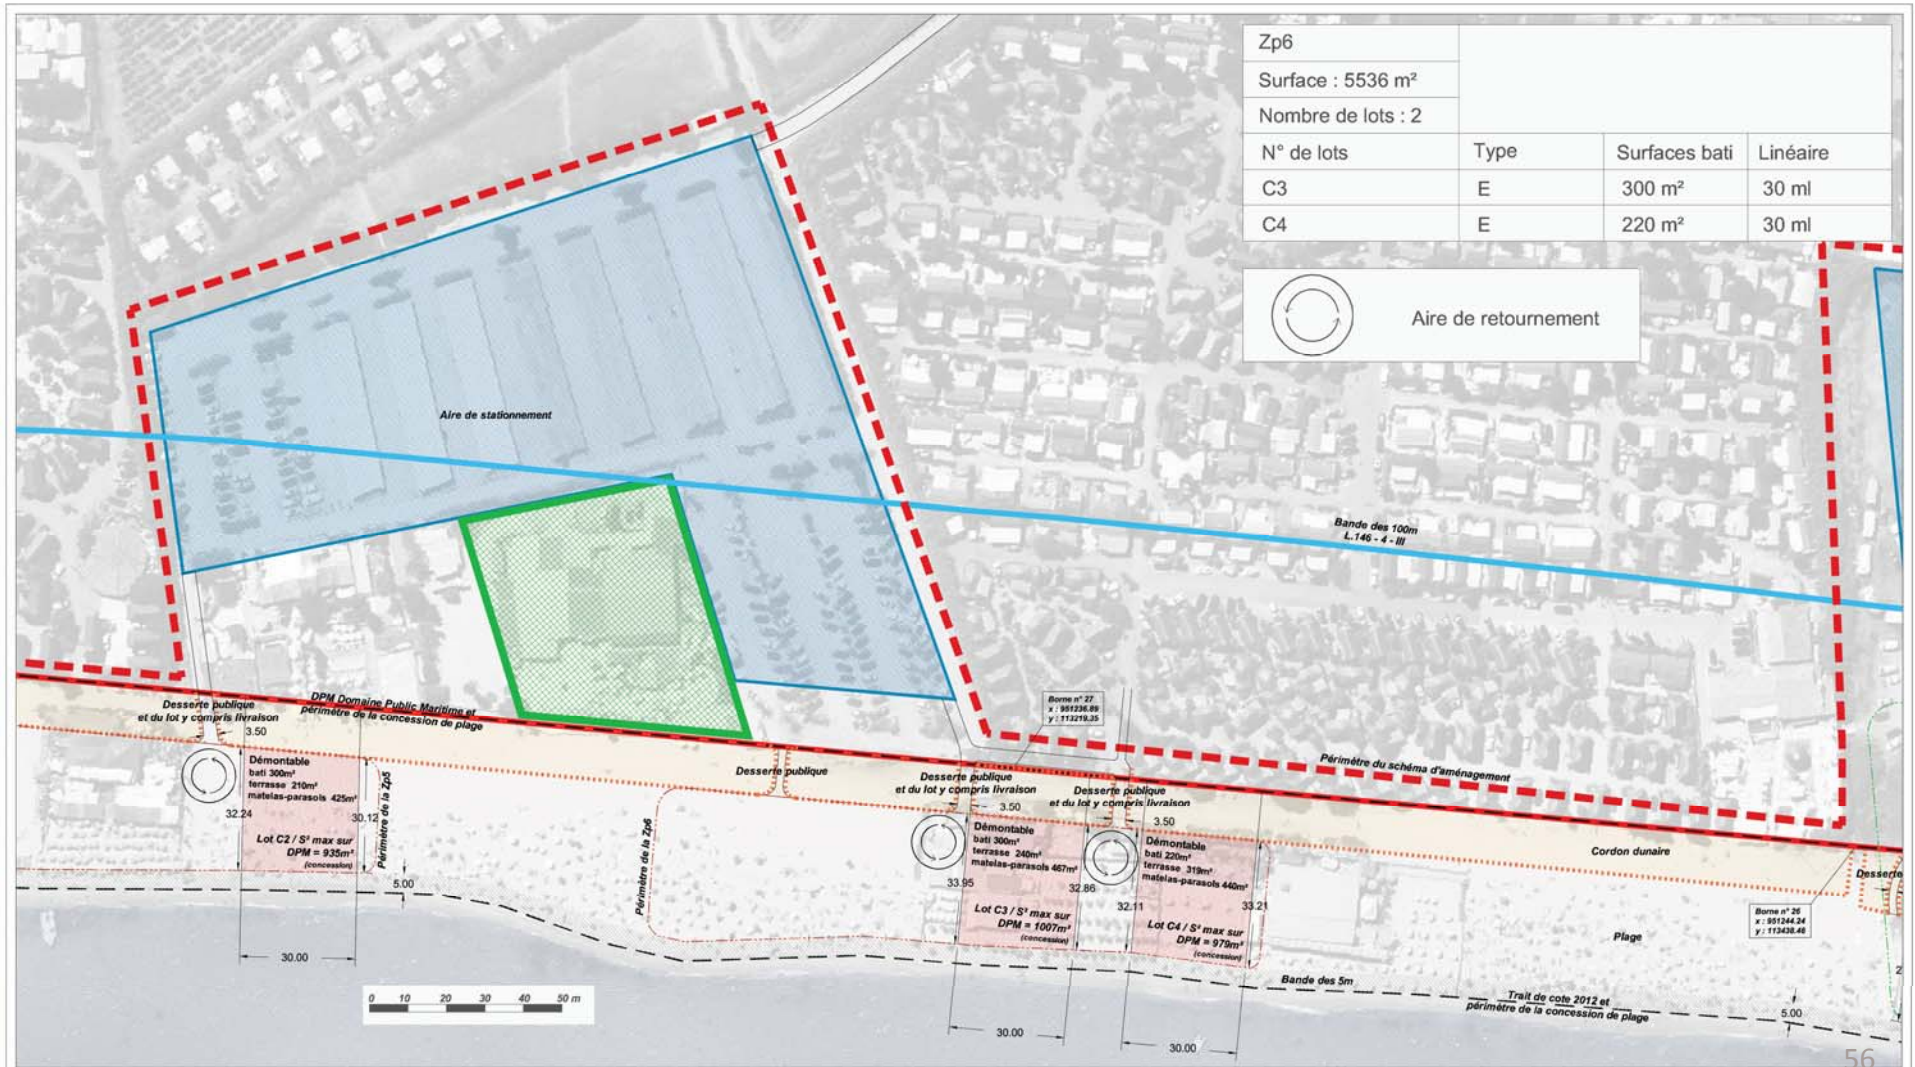 Zp6
Surface : 5536 m²
Nombre de lots : 2
N° de lots Type Surfaces bati Linéaire
C3 E 300 m² 30 ml
C4 E 220 m² 30 ml
Aire de retournement
Aire de stationnement
Bande des 100m
L.146 - 4 - III
DPM Domaine Public Maritime et
périmètre de la concession de plage
Desserte publique
et du lot y compris livraison
3.50
Démontable
bati 300m²
terrasse 210m²
matelas-parasols 425m²
32.24
30.12
Lot C2 / S² max sur
DPM = 935m²
(concession)
Périmètre de la Zp5
5.00
30.00
Desserte publique
Périmètre de la Zp6
Borne n° 27
x : 951236.89
y : 113219.35
Périmètre du schéma d'aménagement
Desserte publique
et du lot y compris livraison
3.50
Démontable
bati 300m²
terrasse 240m²
matelas-parasols 467m²
33.95
32.86
Lot C3 / S² max sur
DPM = 1007m²
(concession)
30.00
Desserte publique
et du lot y compris livraison
3.50
Démontable
bati 220m²
terrasse 319m²
matelas-parasols 440m²
32.11
33.21
Lot C4 / S² max sur
DPM = 979m²
(concession)
30.00
Cordon dunaire
Desserte
Borne n° 26
x : 951244.24
y : 113438.46
Plage
Bande des 5m
Trait de cote 2012 et
périmètre de la concession de plage
5.00
2
0 10 20 30 40 50 m
56